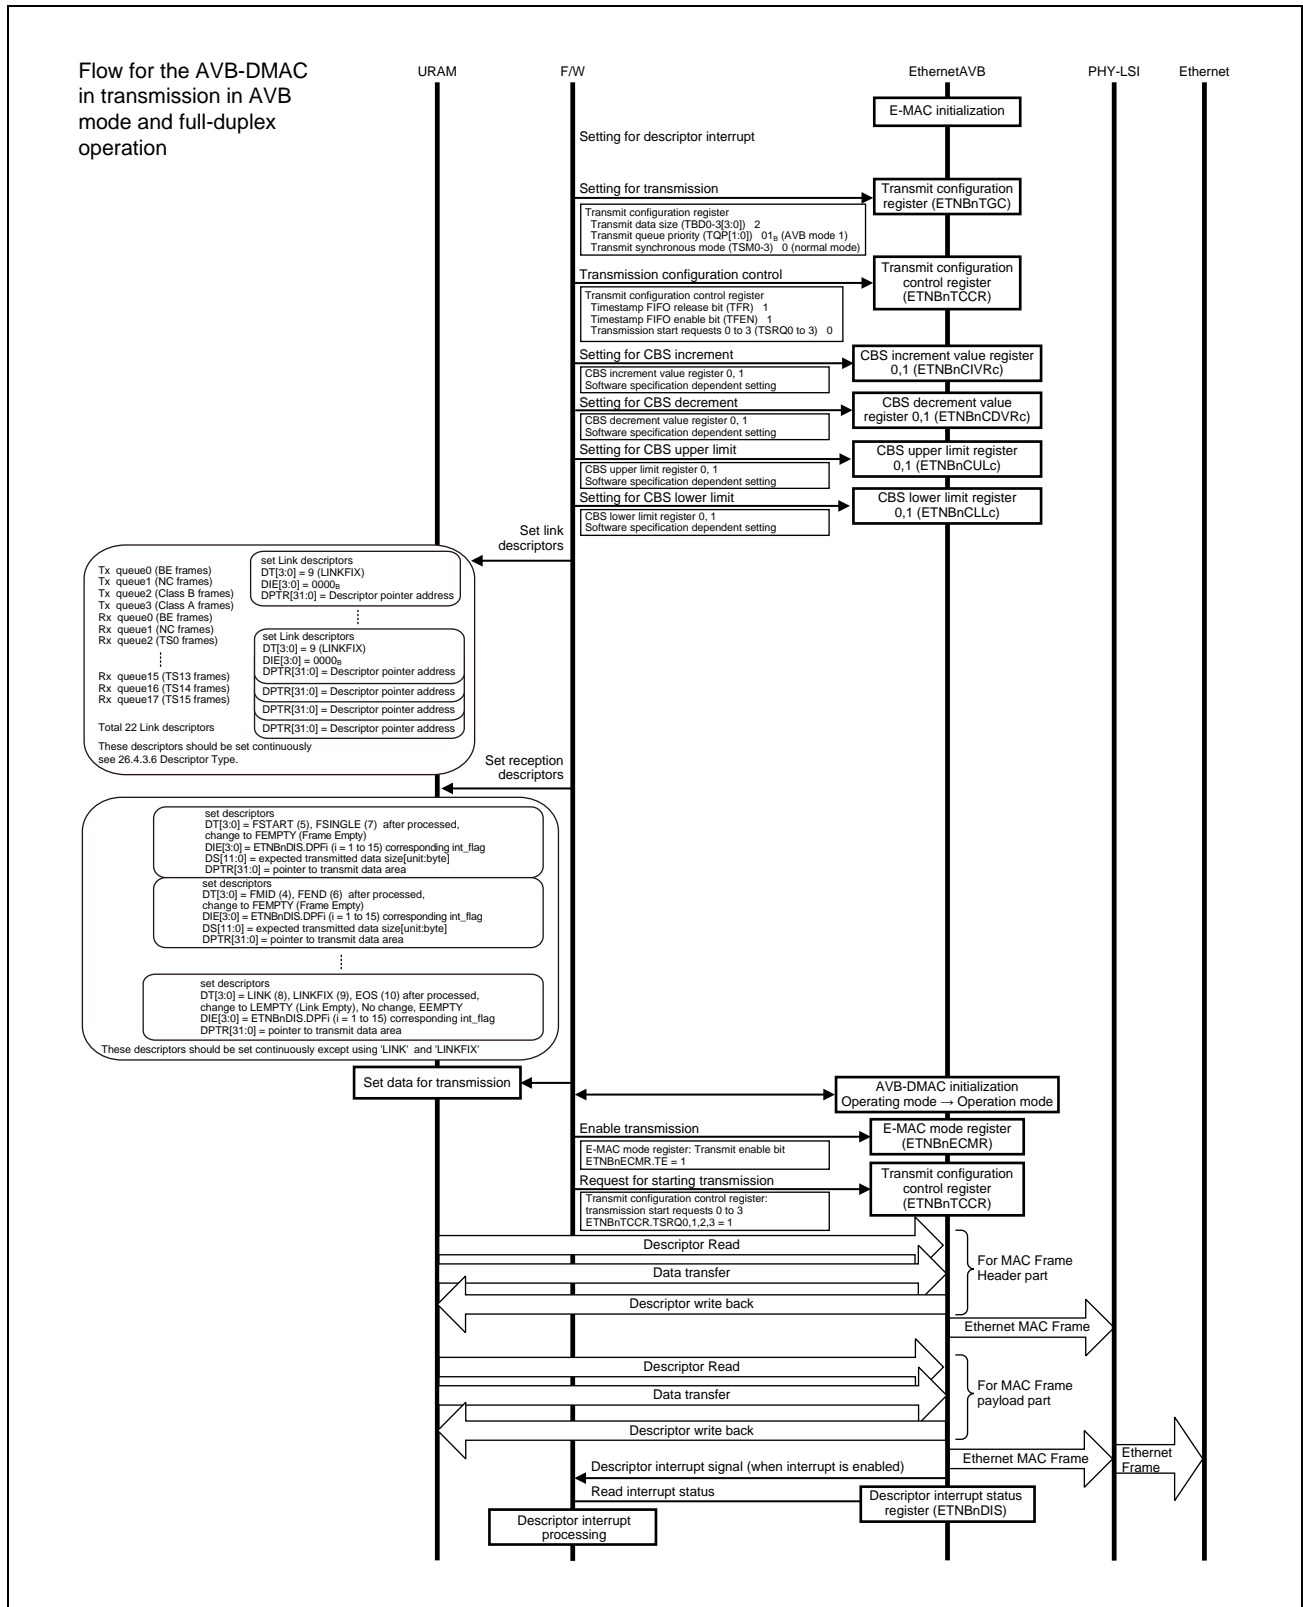 Flow for the AVB-DMAC
in transmission in AVB
mode and full-duplex
operation
URAM
F/W
EthernetAVB
PHY-LSI
Ethernet
E-MAC initialization
Setting for descriptor interrupt
Setting for transmission
Transmit configuration
register (ETNBnTGC)
Transmit configuration register
Transmit data size (TBD0-3[3:0]) 2
Transmit queue priority (TQP[1:0]) 01B (AVB mode 1)
Transmit synchronous mode (TSM0-3) 0 (normal mode)
Transmission configuration control
Transmit configuration
control register
(ETNBnTCCR)
Transmit configuration control register
Timestamp FIFO release bit (TFR) 1
Timestamp FIFO enable bit (TFEN) 1
Transmission start requests 0 to 3 (TSRQ0 to 3) 0
Setting for CBS increment
CBS increment value register
0,1 (ETNBnCIVRc)
CBS increment value register 0, 1
Software specification dependent setting
Setting for CBS decrement
CBS decrement value
register 0,1 (ETNBnCDVRc)
CBS decrement value register 0, 1
Software specification dependent setting
Setting for CBS upper limit
CBS upper limit register
0,1 (ETNBnCULc)
CBS upper limit register 0, 1
Software specification dependent setting
Setting for CBS lower limit
CBS lower limit register
0,1 (ETNBnCLLc)
CBS lower limit register 0, 1
Software specification dependent setting
Set link
descriptors
Tx queue0 (BE frames)
Tx queue1 (NC frames)
Tx queue2 (Class B frames)
Tx queue3 (Class A frames)
Rx queue0 (BE frames)
Rx queue1 (NC frames)
Rx queue2 (TS0 frames)
Rx queue15 (TS13 frames)
Rx queue16 (TS14 frames)
Rx queue17 (TS15 frames)
Total 22 Link descriptors
These descriptors should be set continuously
see 26.4.3.6 Descriptor Type.
set Link descriptors
DT[3:0] = 9 (LINKFIX)
DIE[3:0] = 0000B
DPTR[31:0] = Descriptor pointer address
set Link descriptors
DT[3:0] = 9 (LINKFIX)
DIE[3:0] = 0000B
DPTR[31:0] = Descriptor pointer address
DPTR[31:0] = Descriptor pointer address
DPTR[31:0] = Descriptor pointer address
DPTR[31:0] = Descriptor pointer address
Set reception
descriptors
set descriptors
DT[3:0] = FSTART (5), FSINGLE (7) after processed,
change to FEMPTY (Frame Empty)
DIE[3:0] = ETNBnDIS.DPFi (i = 1 to 15) corresponding int_flag
DS[11:0] = expected transmitted data size[unit:byte]
DPTR[31:0] = pointer to transmit data area
set descriptors
DT[3:0] = FMID (4), FEND (6) after processed,
change to FEMPTY (Frame Empty)
DIE[3:0] = ETNBnDIS.DPFi (i = 1 to 15) corresponding int_flag
DS[11:0] = expected transmitted data size[unit:byte]
DPTR[31:0] = pointer to transmit data area
set descriptors
DT[3:0] = LINK (8), LINKFIX (9), EOS (10) after processed,
change to LEMPTY (Link Empty), No change, EEMPTY
DIE[3:0] = ETNBnDIS.DPFi (i = 1 to 15) corresponding int_flag
DPTR[31:0] = pointer to transmit data area
These descriptors should be set continuously except using 'LINK' and 'LINKFIX'
Set data for transmission
AVB-DMAC initialization
Operating mode → Operation mode
Enable transmission
E-MAC mode register
(ETNBnECMR)
E-MAC mode register: Transmit enable bit
ETNBnECMR.TE = 1
Request for starting transmission
Transmit configuration
control register
(ETNBnTCCR)
Transmit configuration control register:
transmission start requests 0 to 3
ETNBnTCCR.TSRQ0,1,2,3 = 1
Descriptor Read
Data transfer
Descriptor write back
For MAC Frame
Header part
Ethernet MAC Frame
Descriptor Read
Data transfer
Descriptor write back
For MAC Frame
payload part
Ethernet MAC Frame
Ethernet
Frame
Descriptor interrupt signal (when interrupt is enabled)
Read interrupt status
Descriptor interrupt status
register (ETNBnDIS)
Descriptor interrupt
processing